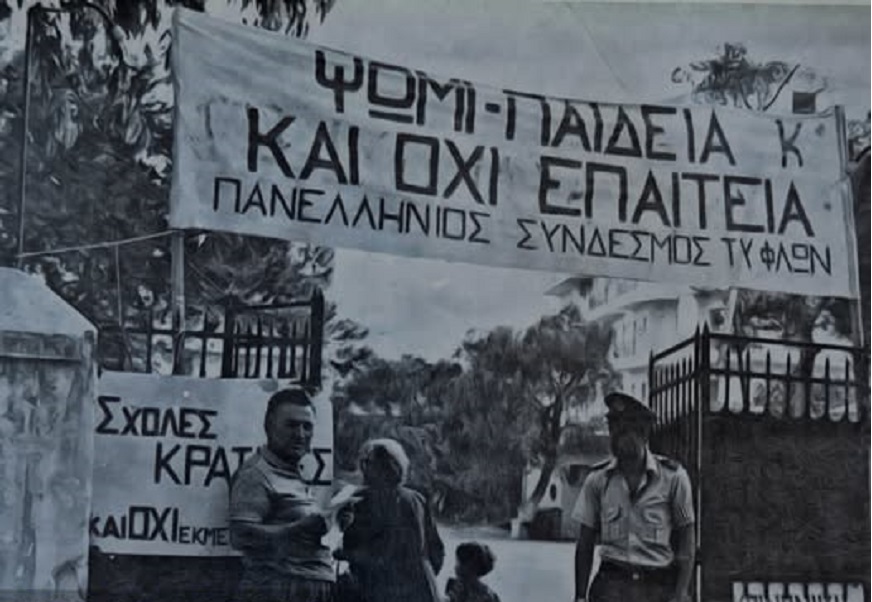 ΨΩΜΙ - ΠΑΙΔΕΙΑ Κ
ΚΑΙ ΟΧΙ ΕΠΑΙΤΕΙΑ
ΠΑΝΕΛΛΗΝΙΟΣ ΣΥΝΔΕΣΜΟΣ ΤΥΦΛΩΝ
ΣΧΟΛΕΣ
ΚΑΙ ΟΧΙ